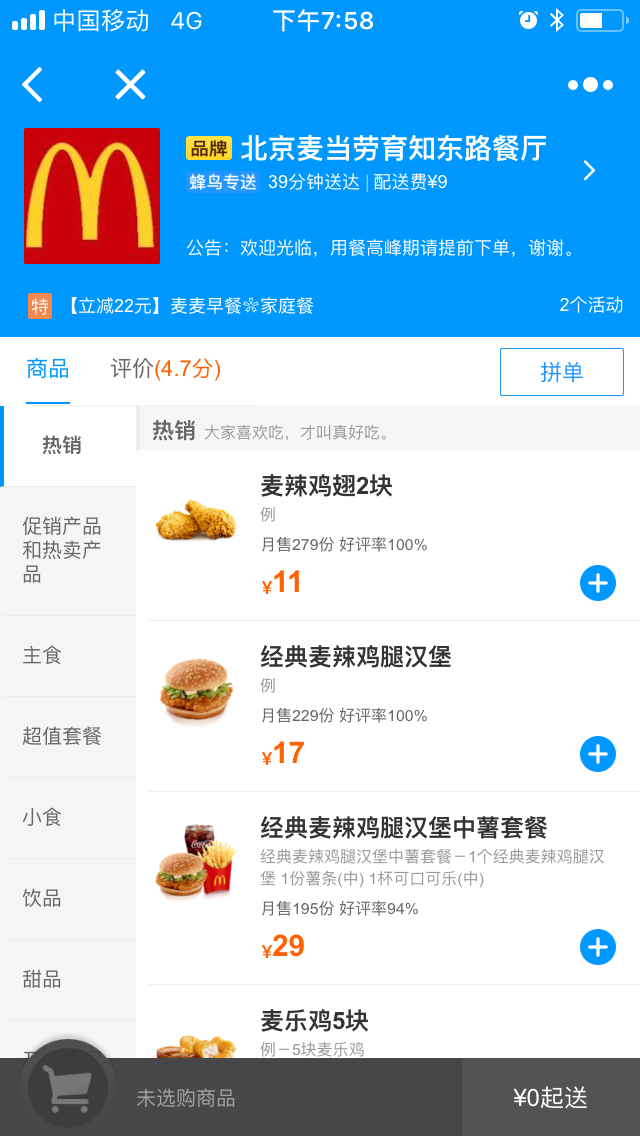 中国移动 4G 下午7:58
品牌 北京麦当劳育知东路餐厅
蜂鸟专送 39分钟送达 | 配送费¥9
公告：欢迎光临，用餐高峰期请提前下单，谢谢。
特 【立减22元】麦麦早餐❊家庭餐 2个活动
商品 评价(4.7分) 拼单
热销
促销产品
和热卖产
品
主食
超值套餐
小食
饮品
甜品
热销 大家喜欢吃，才叫真好吃。
麦辣鸡翅2块
例
月售279份 好评率100%
¥11
经典麦辣鸡腿汉堡
例
月售229份 好评率100%
¥17
经典麦辣鸡腿汉堡中薯套餐
经典麦辣鸡腿汉堡中薯套餐－1个经典麦辣鸡腿汉
堡 1份薯条(中) 1杯可口可乐(中)
月售195份 好评率94%
¥29
麦乐鸡5块
例－5块麦乐鸡
未选购商品 ¥0起送